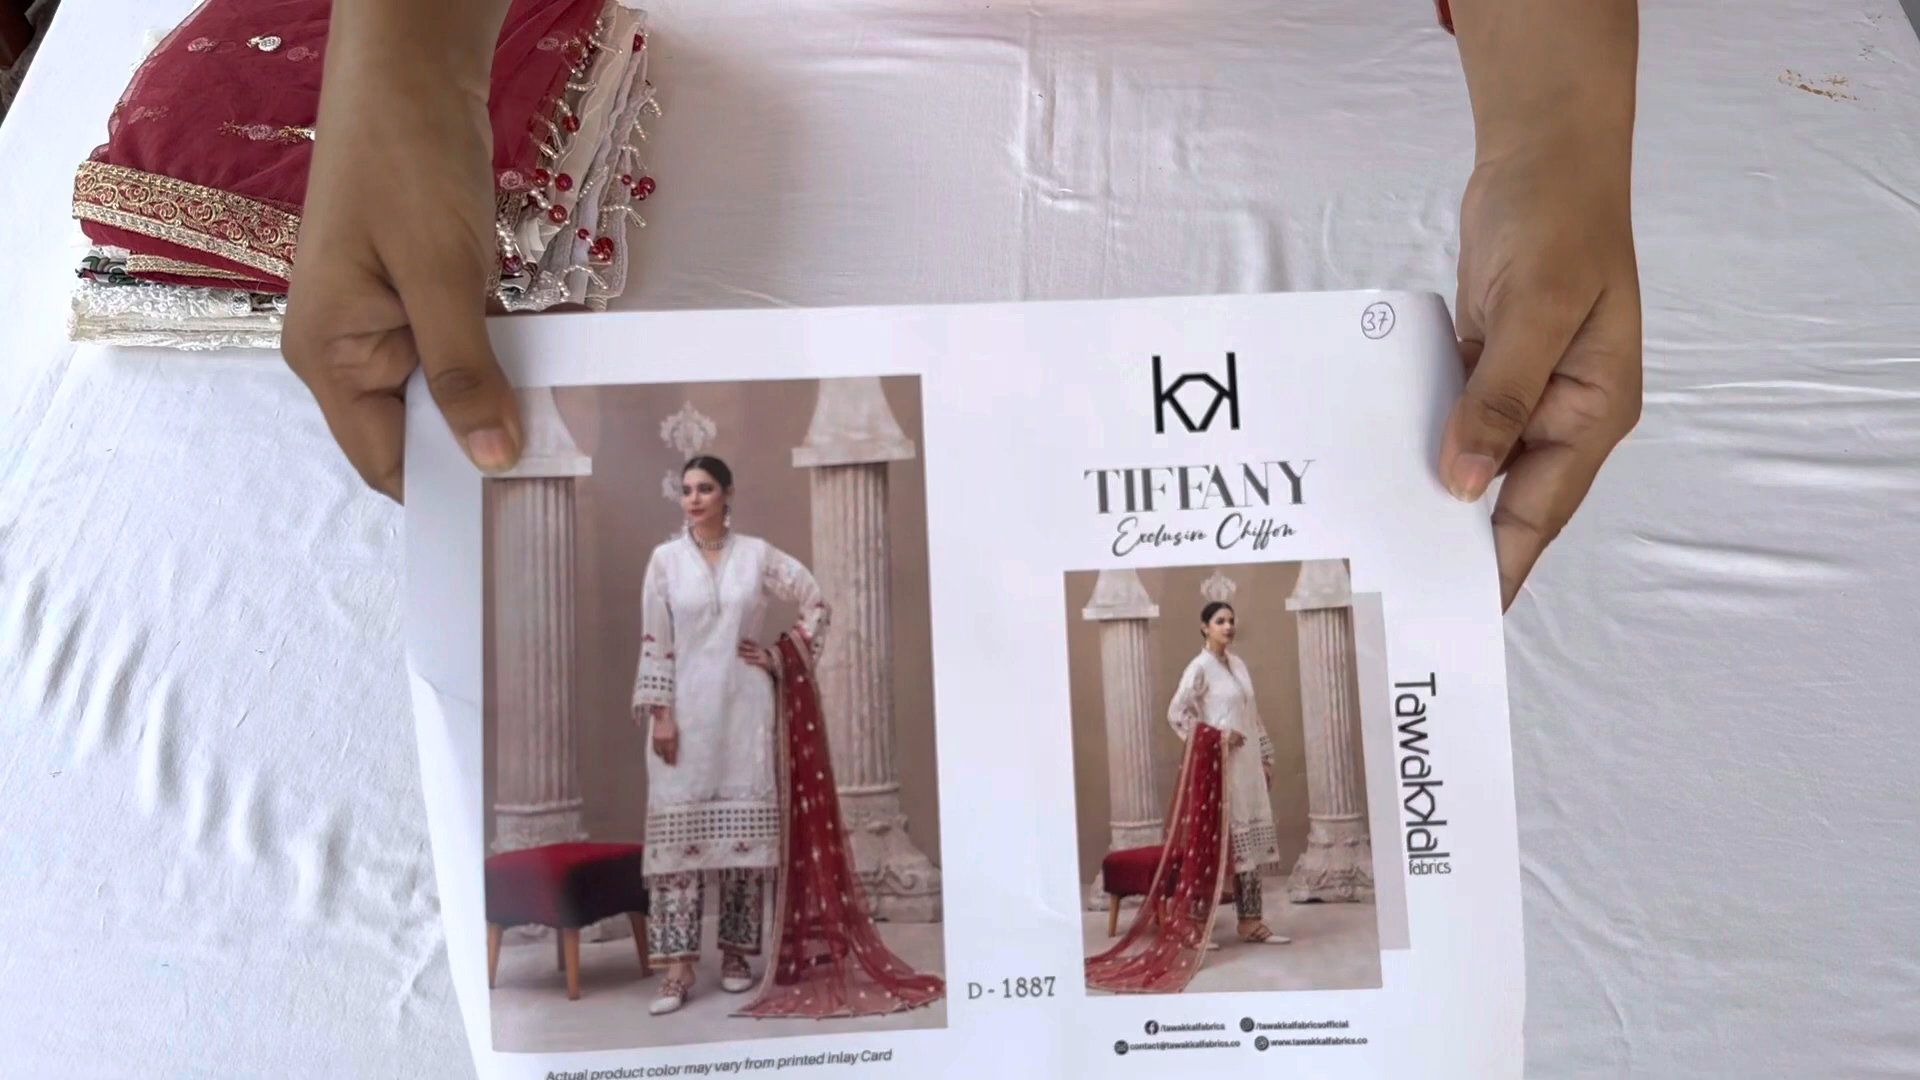 37
TIFFANY
Exclusive Chiffon
Tawakkal
fabrics
D - 1887
/tawakkalfabrics /tawakkalfabricsofficial
contact@tawakkalfabrics.co www.tawakkalfabrics.co
Actual product color may vary from printed inlay Card